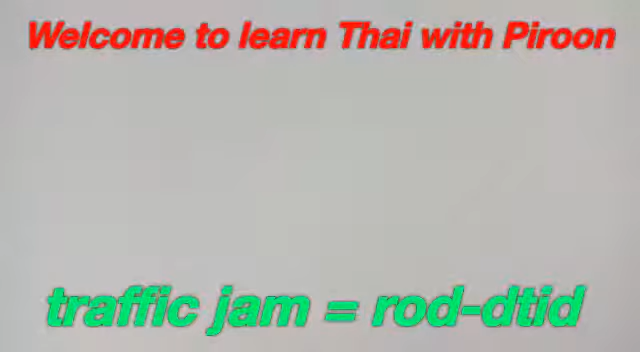 Welcome to learn Thai with Piroon
traffic jam = rod-dtid